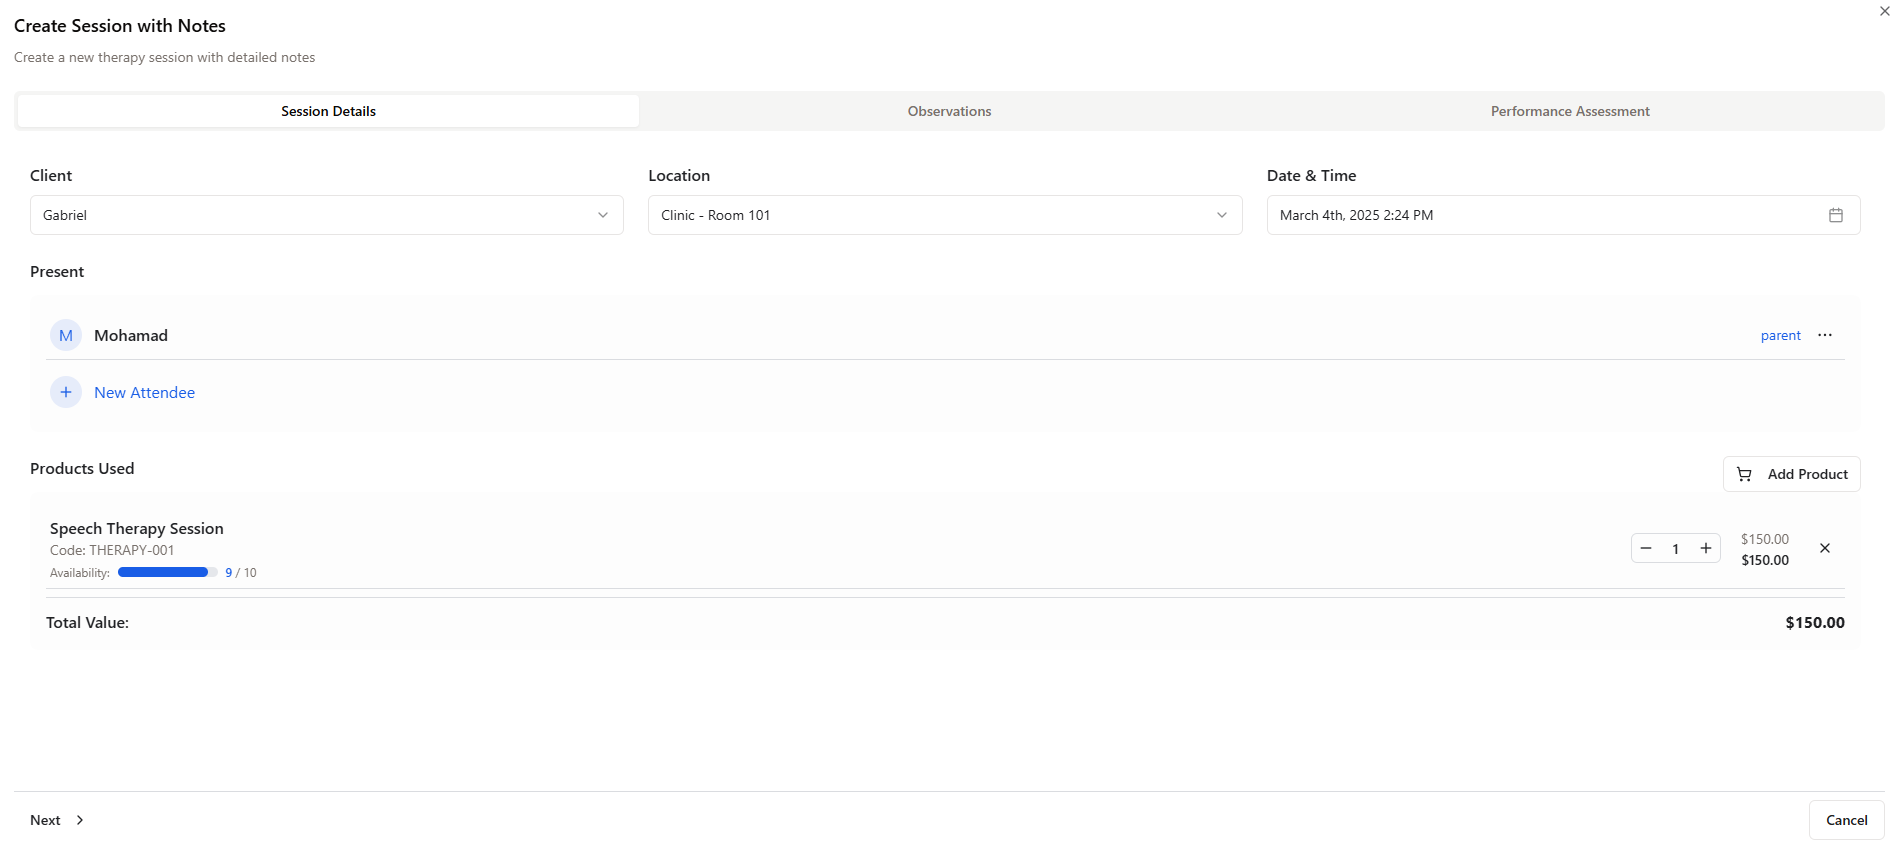 Create Session with Notes
Create a new therapy session with detailed notes
Session Details
Observations
Performance Assessment
Client
Location
Date & Time
Gabriel
Clinic - Room 101
March 4th, 2025 2:24 PM
Present
M
Mohamad
parent
New Attendee
Products Used
Add Product
Speech Therapy Session
Code: THERAPY-001
Availability: 9 / 10
1
$150.00
$150.00
Total Value:
$150.00
Next
Cancel